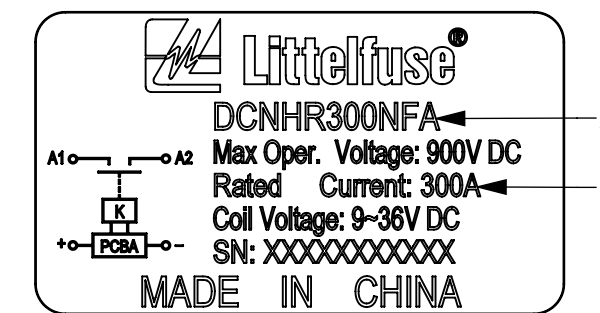 Littelfuse®
DCNHR300NFA
Max Oper. Voltage: 900V DC
Rated Current: 300A
Coil Voltage: 9~36V DC
SN: XXXXXXXXXXX
A1 A2
K
+ PCBA -
MADE IN CHINA